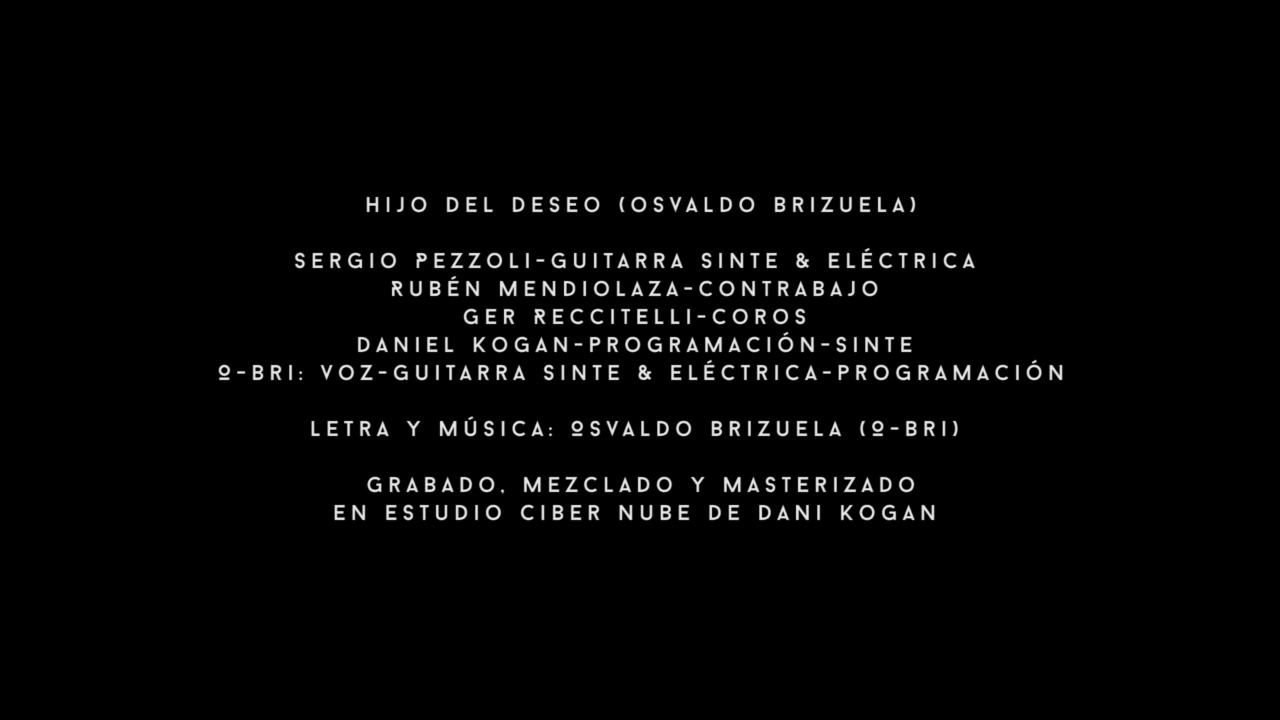 HIJO DEL DESEO (OSVALDO BRIZUELA)
SERGIO PEZZOLI-GUITARRA SINTE & ELÉCTRICA
RUBÉN MENDIOLAZA-CONTRABAJO
GER RECCITELLI-COROS
DANIEL KOGAN-PROGRAMACIÓN-SINTE
O-BRI: VOZ-GUITARRA SINTE & ELÉCTRICA-PROGRAMACIÓN
LETRA Y MÚSICA: OSVALDO BRIZUELA (O-BRI)
GRABADO, MEZCLADO Y MASTERIZADO
EN ESTUDIO CIBER NUBE DE DANI KOGAN